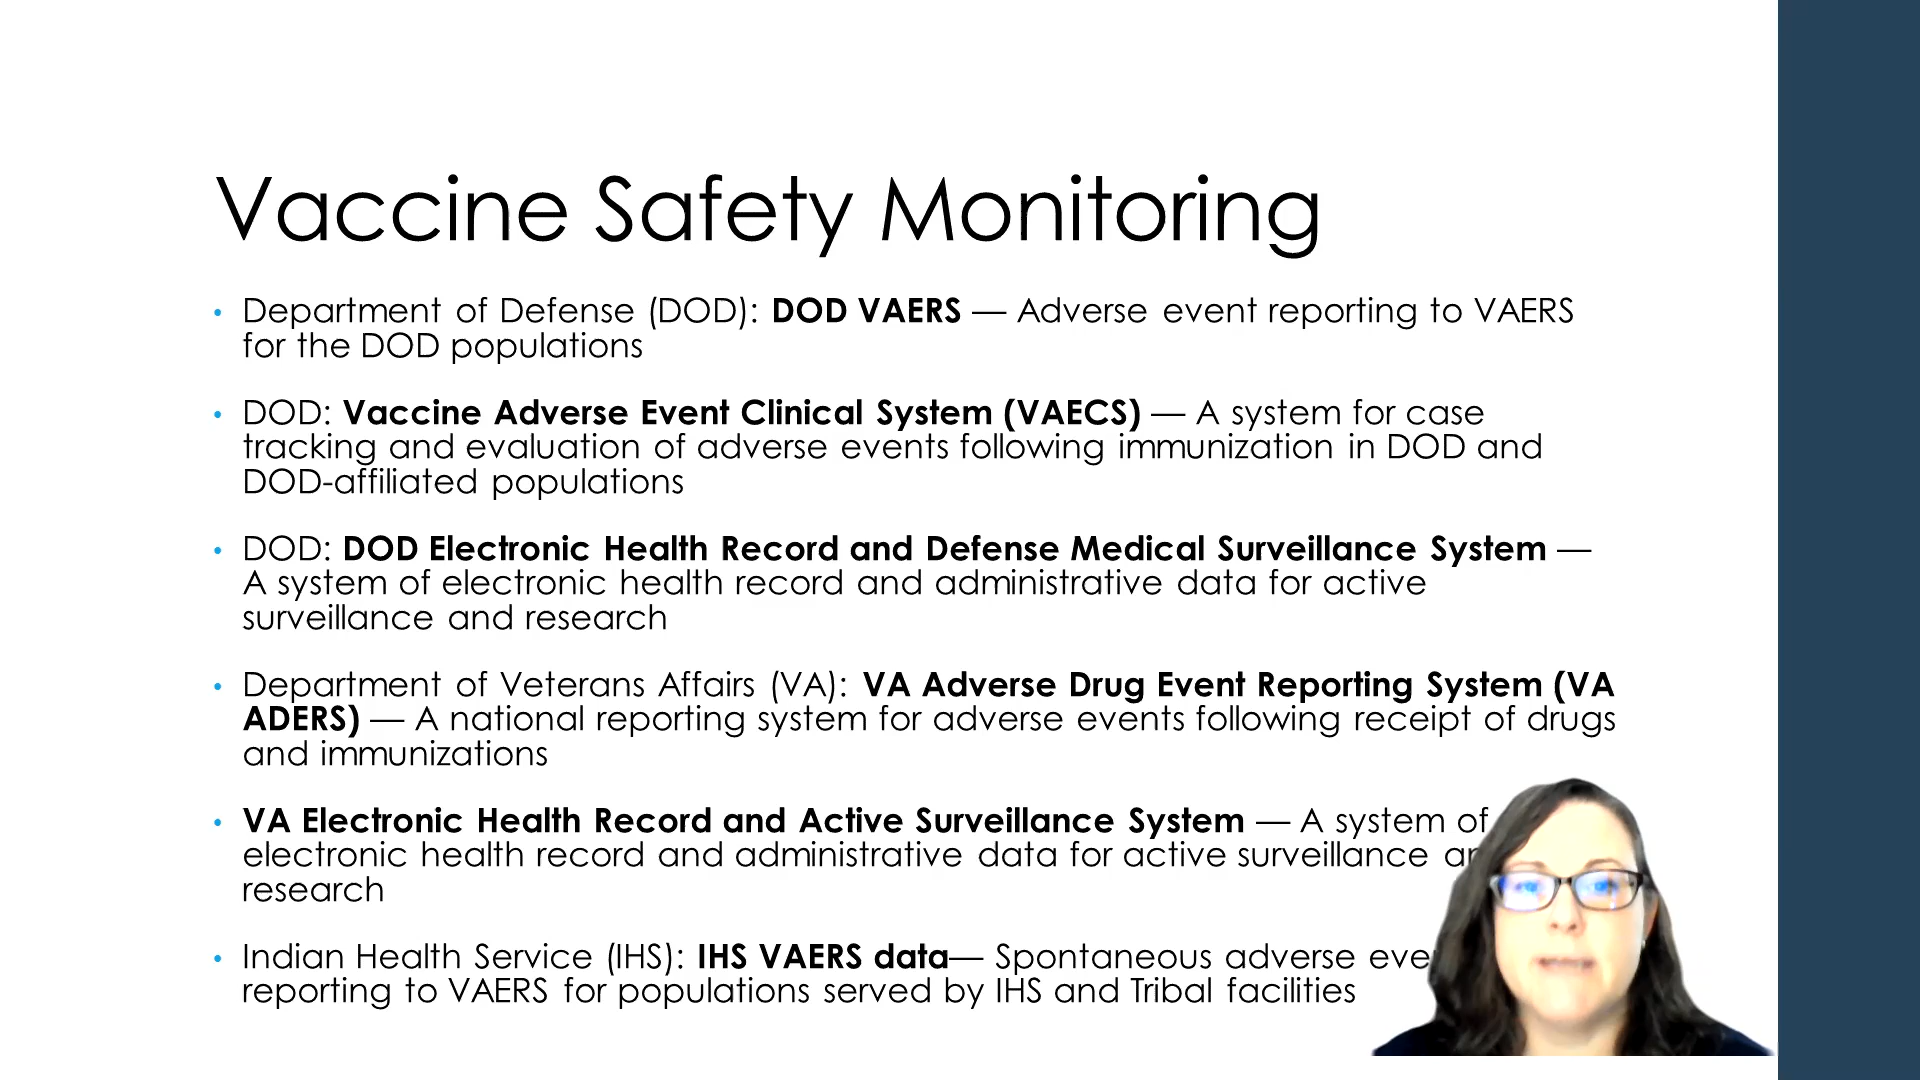 Vaccine Safety Monitoring
• Department of Defense (DOD): DOD VAERS — Adverse event reporting to VAERS
for the DOD populations
• DOD: Vaccine Adverse Event Clinical System (VAECS) — A system for case
tracking and evaluation of adverse events following immunization in DOD and
DOD-affiliated populations
• DOD: DOD Electronic Health Record and Defense Medical Surveillance System —
A system of electronic health record and administrative data for active
surveillance and research
• Department of Veterans Affairs (VA): VA Adverse Drug Event Reporting System (VA
ADERS) — A national reporting system for adverse events following receipt of drugs
and immunizations
• VA Electronic Health Record and Active Surveillance System — A system of
electronic health record and administrative data for active surveillance
research
• Indian Health Service (IHS): IHS VAERS data— Spontaneous adverse
reporting to VAERS for populations served by IHS and Tribal facilities